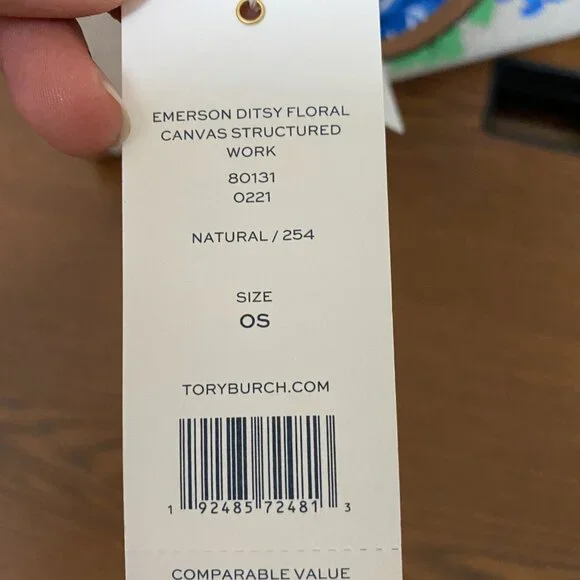 EMERSON DITSY FLORAL
CANVAS STRUCTURED
WORK
80131
0221
NATURAL / 254
SIZE
OS
TORYBURCH.COM
1 92485 72481 3
COMPARABLE VALUE